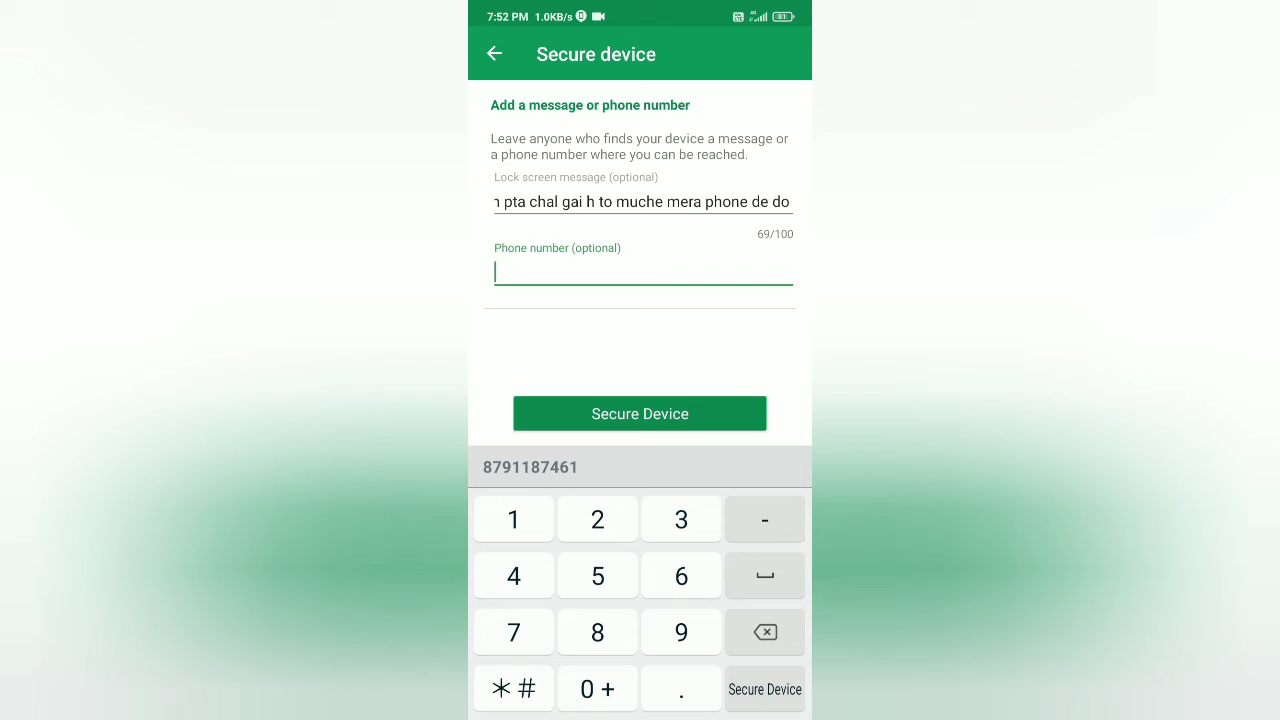 7:52 PM 1.0KB/s 4G 81
Secure device
Add a message or phone number
Leave anyone who finds your device a message or
a phone number where you can be reached.
Lock screen message (optional)
pta chal gai h to muche mera phone de do
69/100
Phone number (optional)
Secure Device
8791187461
1 2 3 -
4 5 6
7 8 9
*# 0 + .
Secure Device